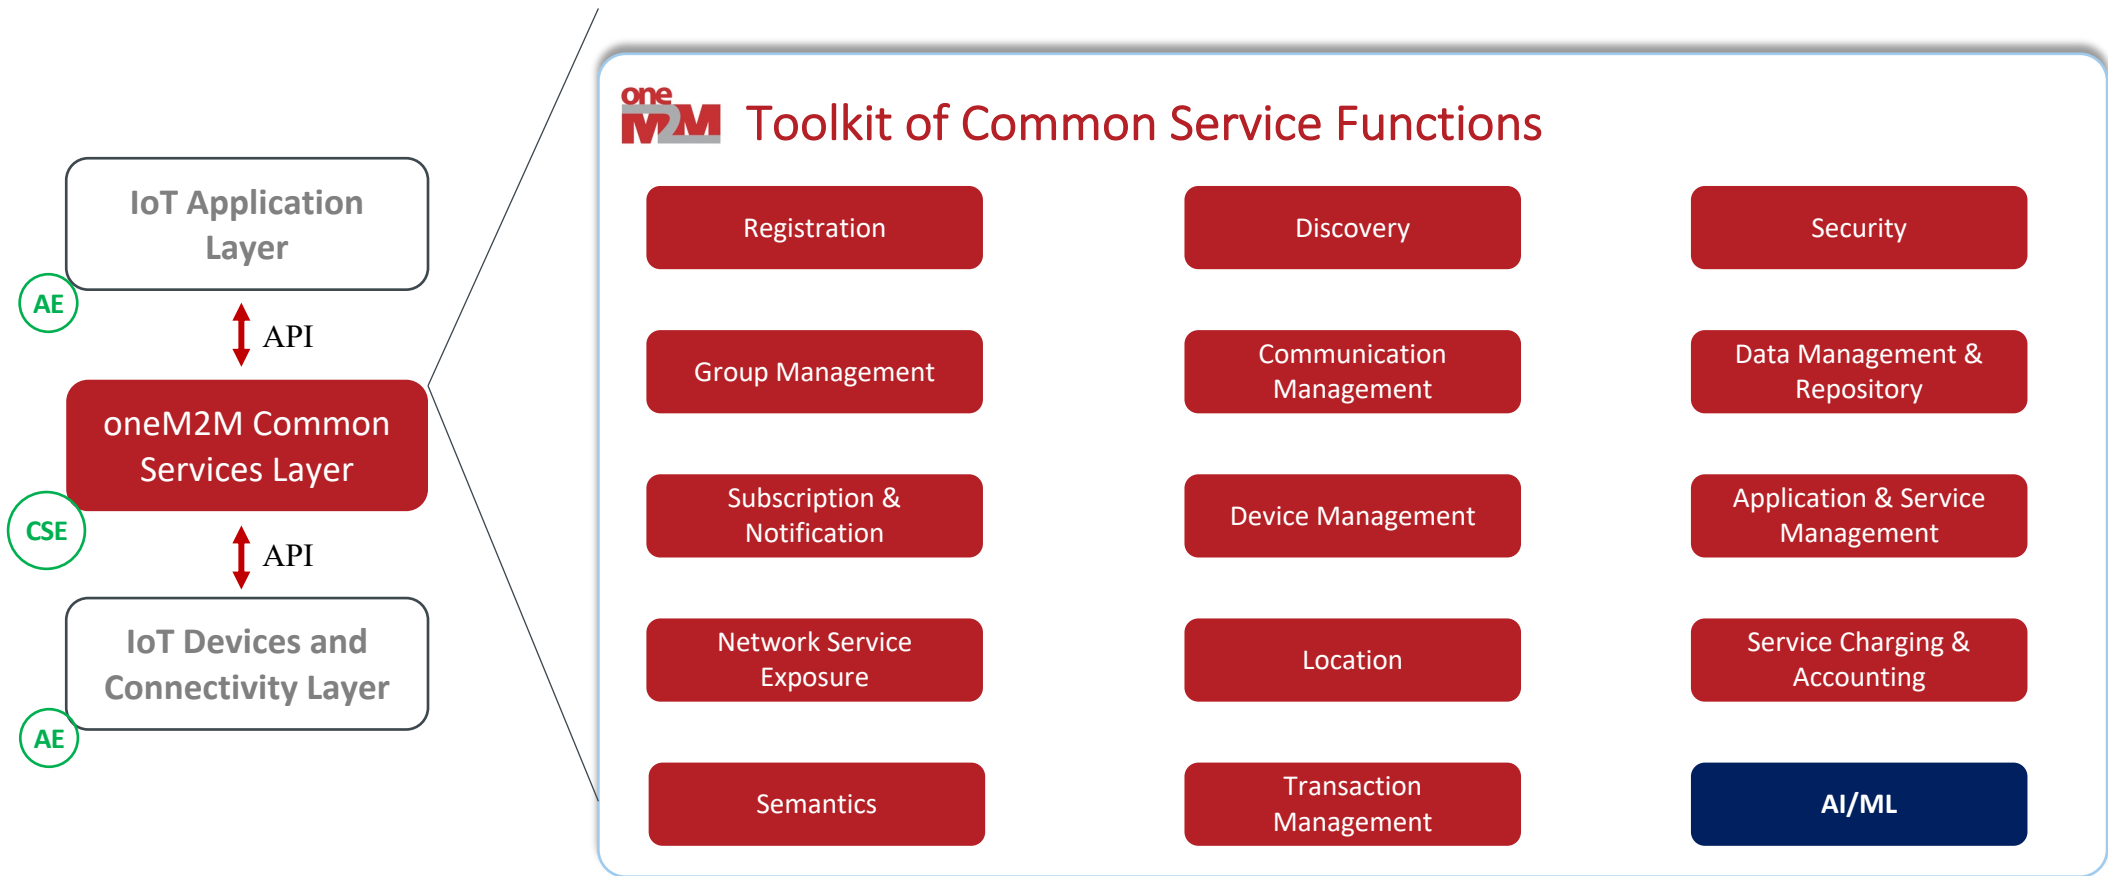 IoT Application
Layer
AE
API
oneM2M Common
Services Layer
CSE
API
IoT Devices and
Connectivity Layer
AE
one
M2M
Toolkit of Common Service Functions
Registration
Discovery
Security
Group Management
Communication
Management
Data Management &
Repository
Subscription &
Notification
Device Management
Application & Service
Management
Network Service
Exposure
Location
Service Charging &
Accounting
Semantics
Transaction
Management
AI/ML